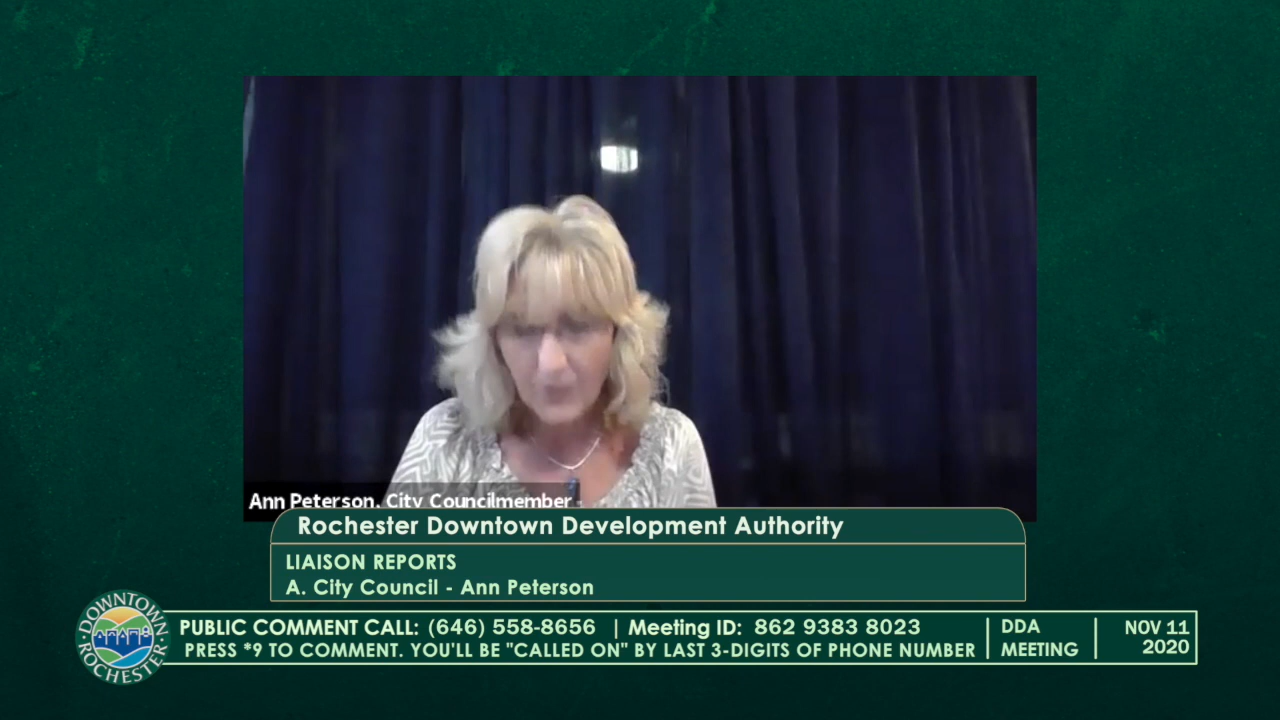 Ann Peterson, City Councilmember
Rochester Downtown Development Authority
LIAISON REPORTS
A. City Council - Ann Peterson
DOWNTOWN
ROCHESTER
PUBLIC COMMENT CALL: (646) 558-8656 | Meeting ID: 862 9383 8023
PRESS *9 TO COMMENT. YOU'LL BE "CALLED ON" BY LAST 3-DIGITS OF PHONE NUMBER
DDA
MEETING
NOV 11
2020